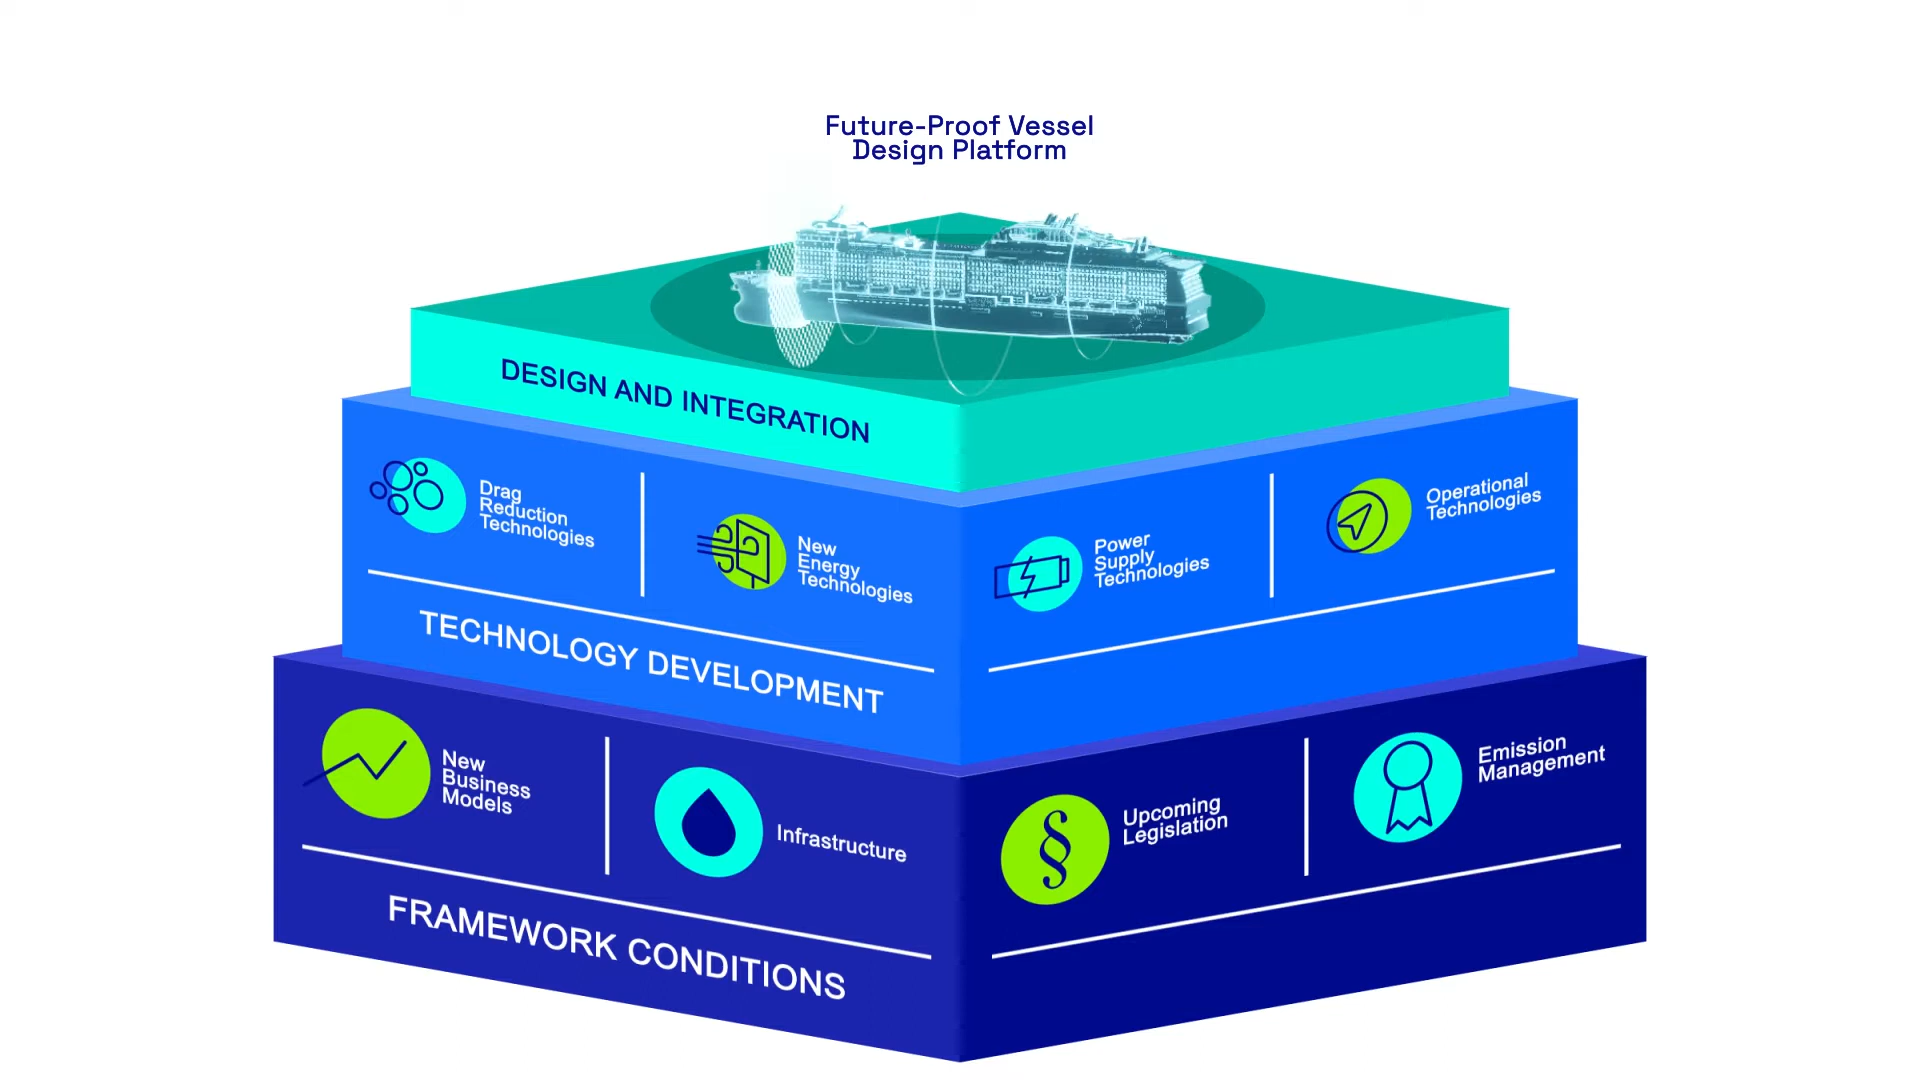 Future-Proof Vessel
Design Platform
DESIGN AND INTEGRATION
Drag
Reduction
Technologies
New
Energy
Technologies
Power
Supply
Technologies
Operational
Technologies
TECHNOLOGY DEVELOPMENT
New
Business
Models
Infrastructure
§
Upcoming
Legislation
Emission
Management
FRAMEWORK CONDITIONS